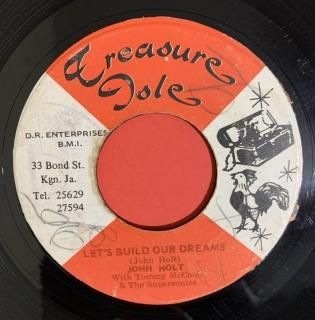 Treasure
Isle
D.R. ENTERPRISES
B.M.I.
33 Bond St.
Kgn. Ja.
Tel. 25629
27594
LET'S BUILD OUR DREAMS
(John Holt)
JOHN HOLT
With Tommy McCook
& The Supersonics